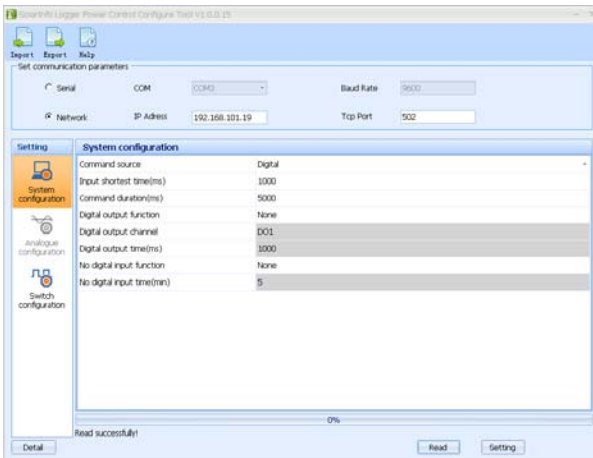 SmartInfo Logger Power Control Configure Tool V1.0.0.15
Import Export Help
Set communication parameters
Serial COM COM3 Baud Rate 9600
Network IP Adress 192.168.101.19 Tcp Port 502
Setting System configuration
Command source Digital
Input shortest time(ms) 1000
System configuration
Command duration(ms) 5000
Digital output function None
Digital output channel DO1
Analogue configuration
Digital output time(ms) 1000
No digital input function None
No digital input time(min) 5
Switch configuration
0%
Read successfully!
Detail Read Setting